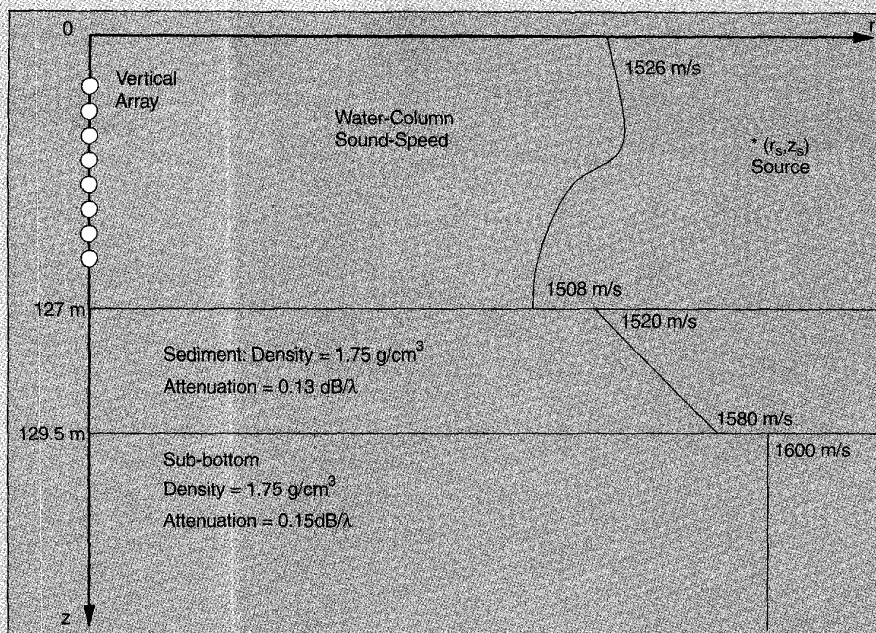 0
r
1526 m/s
Vertical
Array
Water-Column
Sound-Speed
* (rₛ,zₛ)
Source
1508 m/s
127 m
1520 m/s
Sediment: Density = 1.75 g/cm³
Attenuation = 0.13 dB/λ
1580 m/s
129.5 m
1600 m/s
Sub-bottom
Density = 1.75 g/cm³
Attenuation = 0.15dB/λ
z